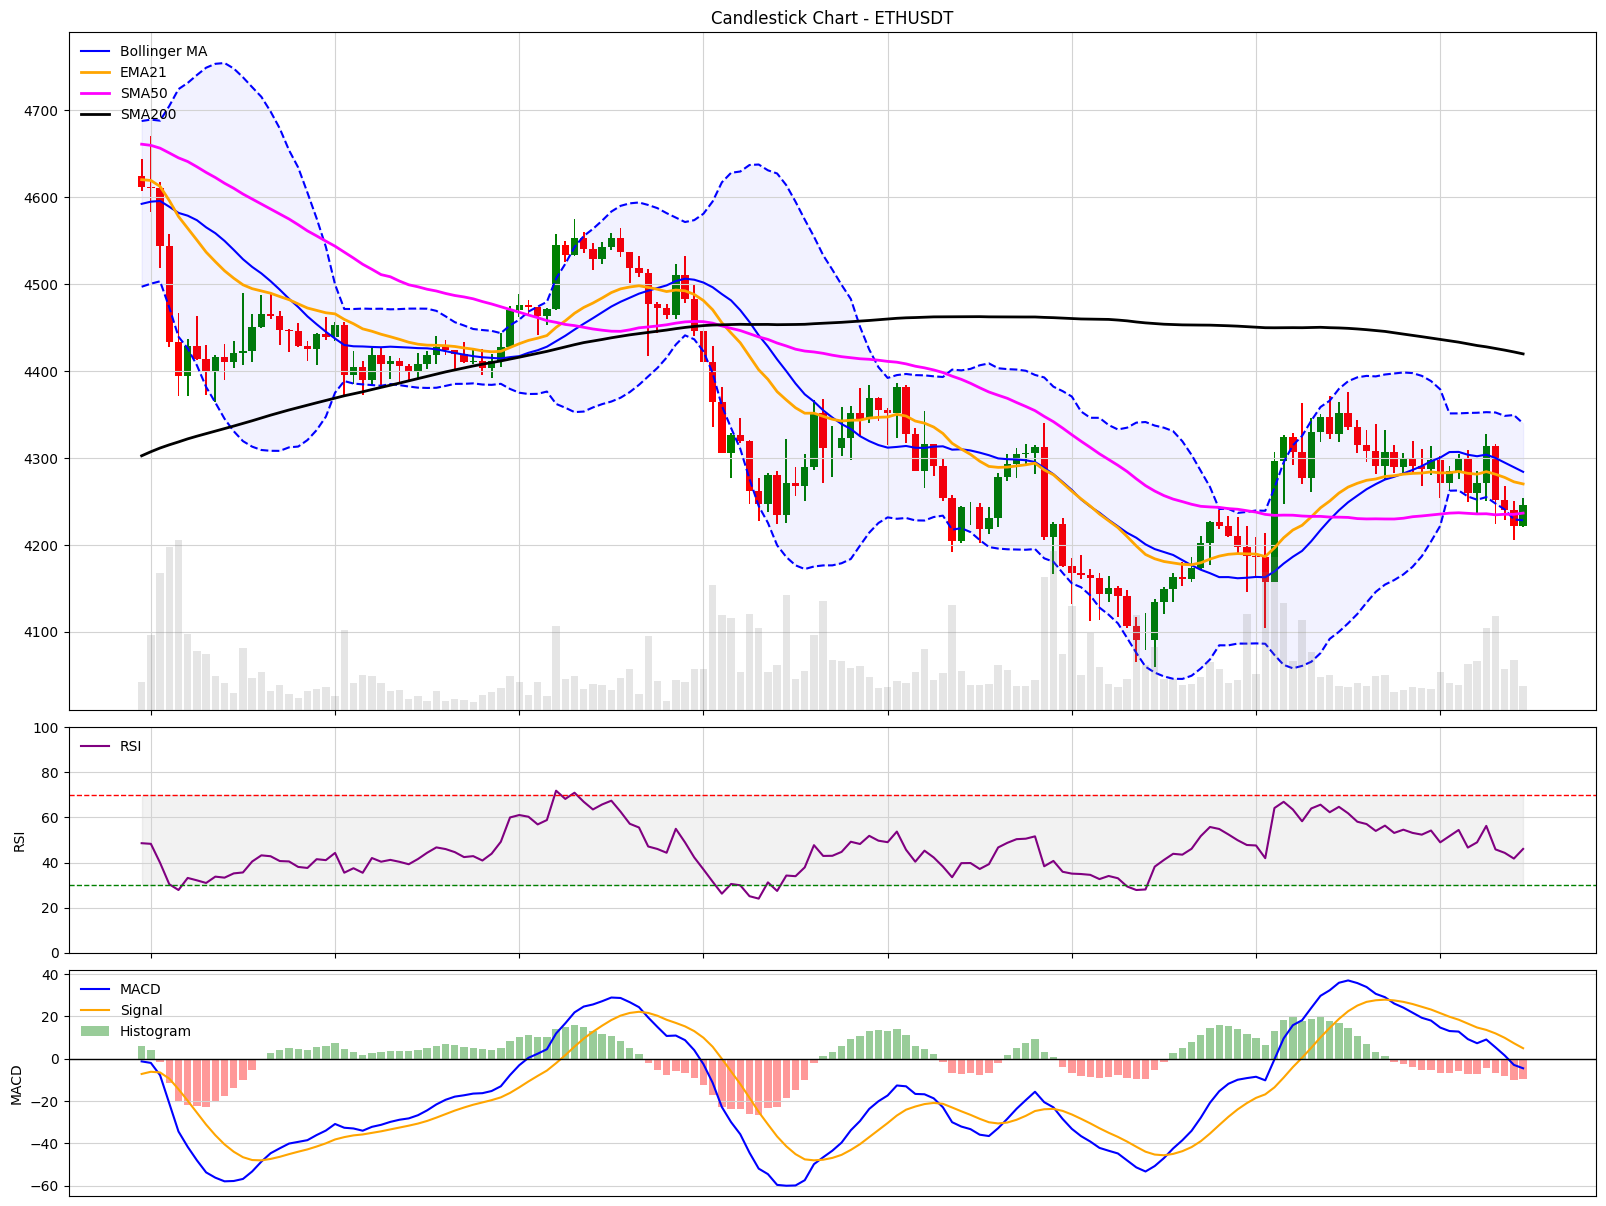 Candlestick Chart - ETHUSDT
Bollinger MA
EMA21
SMA50
SMA200
4700
4600
4500
4400
4300
4200
4100
RSI
100
80
60
40
20
0
RSI
MACD
Signal
Histogram
40
20
0
−20
−40
−60
MACD